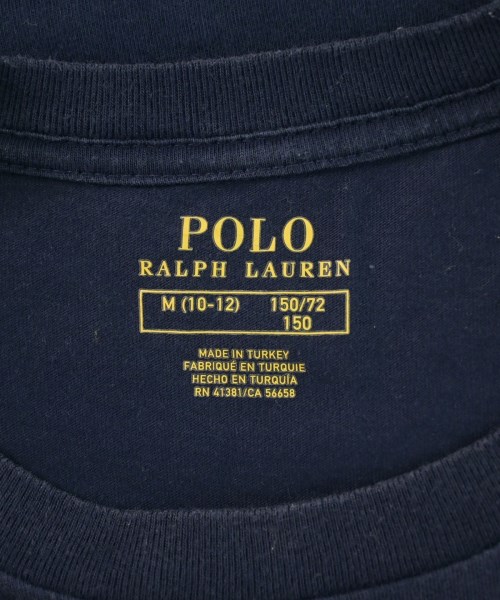 POLO
RALPH LAUREN
M (10-12) 150/72
150
MADE IN TURKEY
FABRIQUÉ EN TURQUIE
HECHO EN TURQUÍA
RN 41381/CA 56658